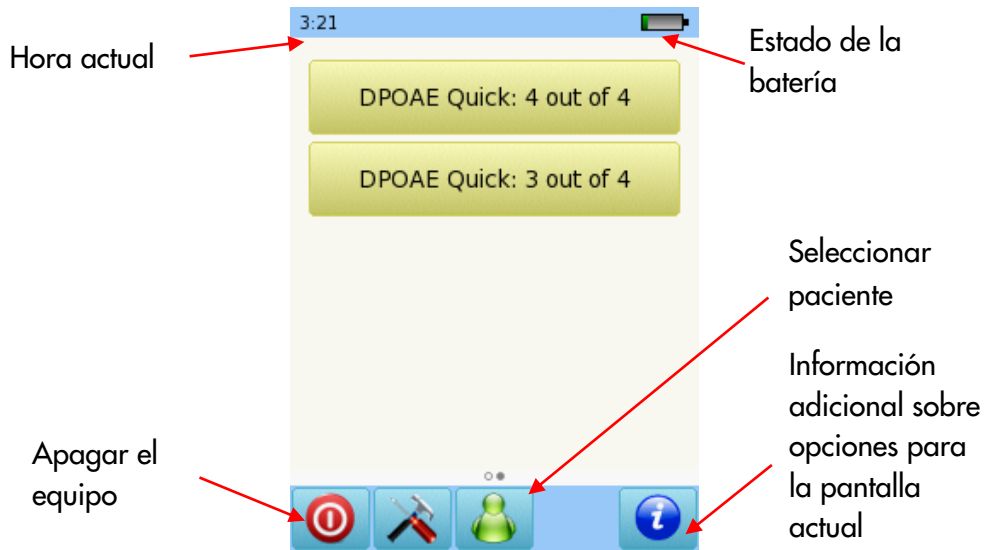 3:21
Hora actual
Estado de la
batería
DPOAE Quick: 4 out of 4
DPOAE Quick: 3 out of 4
Seleccionar
paciente
Información
adicional sobre
opciones para
la pantalla
actual
Apagar el
equipo
i